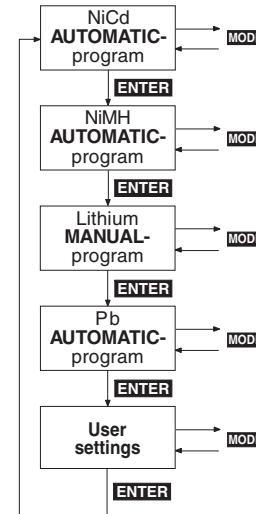 NiCd
AUTOMATIC-
program
MOD
ENTER
NiMH
AUTOMATIC-
program
MOD
ENTER
Lithium
MANUAL-
program
MOD
ENTER
Pb
AUTOMATIC-
program
MOD
ENTER
User
settings
MOD
ENTER